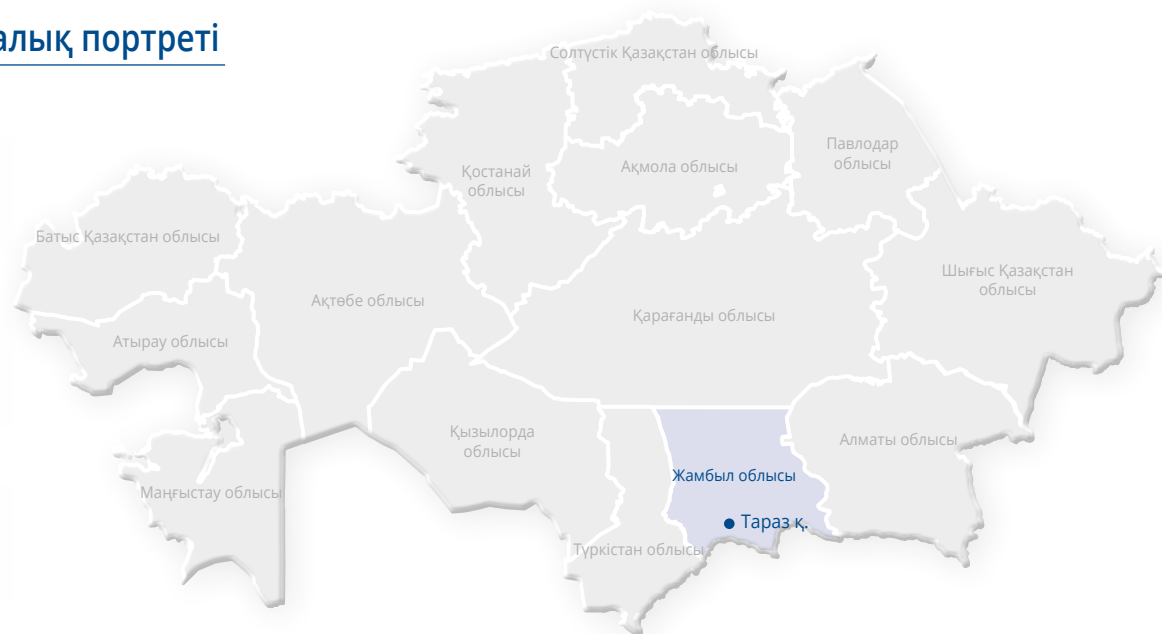 алық портреті
Солтүстік Қазақстан облысы
Павлодар
облысы
Қостанай
облысы
Ақмола облысы
Батыс Қазақстан облысы
Шығыс Қазақстан
облысы
Ақтөбе облысы
Қарағанды облысы
Атырау облысы
Қызылорда
облысы
Алматы облысы
Жамбыл облысы
Маңғыстау облысы
Тараз қ.
Түркістан облысы